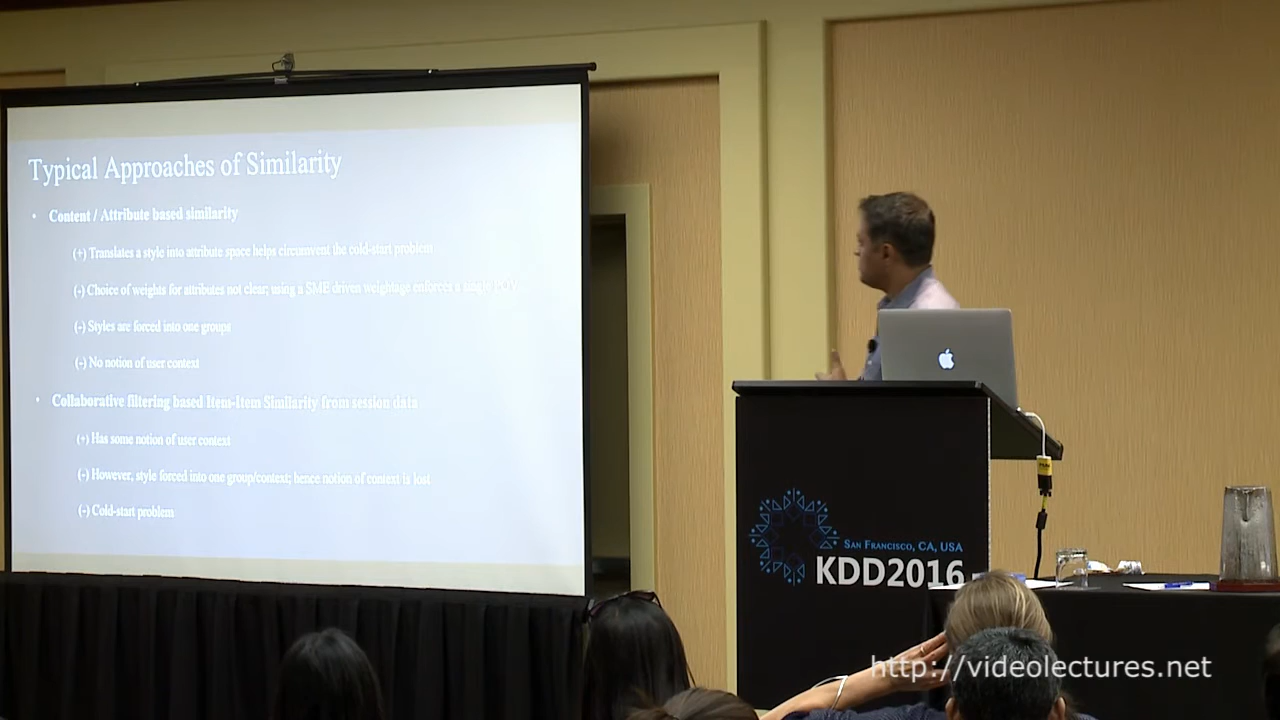 Typical Approaches of Similarity
• Content / Attribute based similarity
(+) Translates a style into attribute space helps circumvent the cold-start problem
(-) Choice of weights for attributes not clear; using a SME driven weightage enforces a single POV
(-) Styles are forced into one groups
(-) No notion of user context
• Collaborative filtering based Item-Item Similarity from session data
(+) Has some notion of user context
(-) However, style forced into one group/context; hence notion of context is lost
(-) Cold-start problem
San Francisco, CA, USA
KDD2016
http://videolectures.net